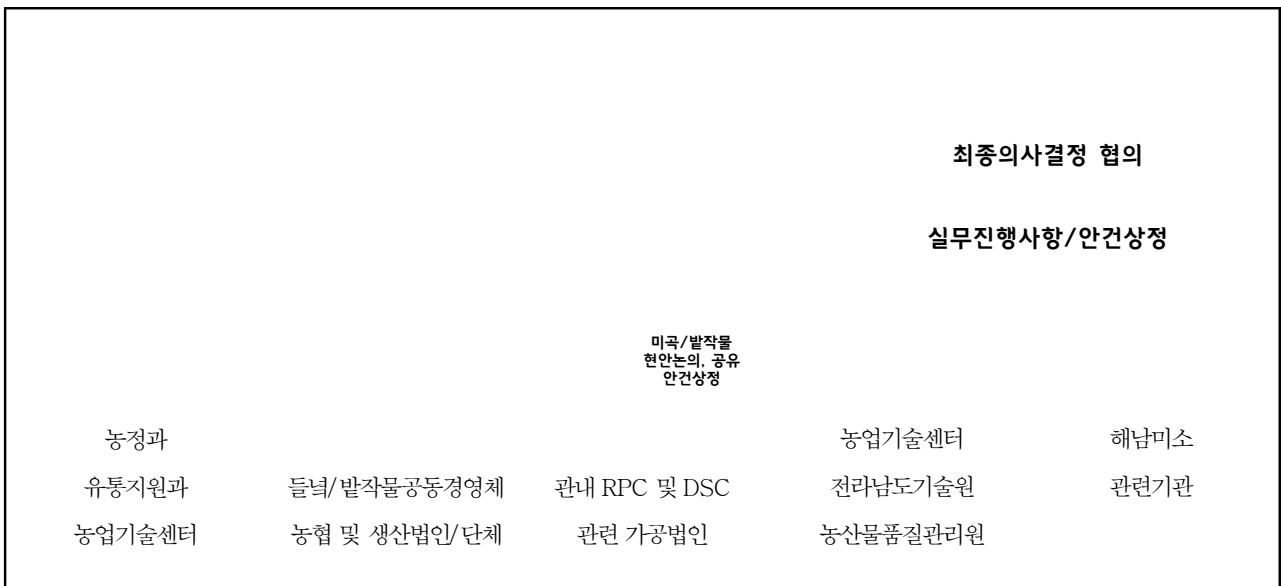 최종의사결정 협의
실무진행사항/안건상정
미곡/밭작물
현안논의, 공유
안건상정
농정과 농업기술센터 해남미소
유통지원과 들녘/밭작물공동경영체 관내 RPC 및 DSC 전라남도기술원 관련기관
농업기술센터 농협 및 생산법인/단체 관련 가공법인 농산물품질관리원